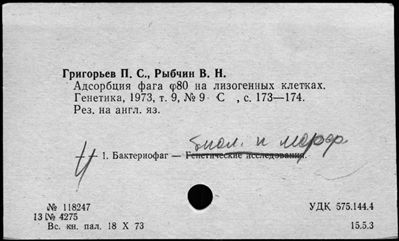 Григорьев П. С., Рыбчин В. Н.
Адсорбция фага φ80 на лизогенных клетках.
Генетика, 1973, т. 9, № 9 С , с. 173—174.
Рез. на англ. яз.
биол. и морф.
1. Бактериофаг — Генетические исследования.
№ 118247
УДК 575.144.4
13 № 4275
Вс. кн. пал. 18 X 73
15.5.3